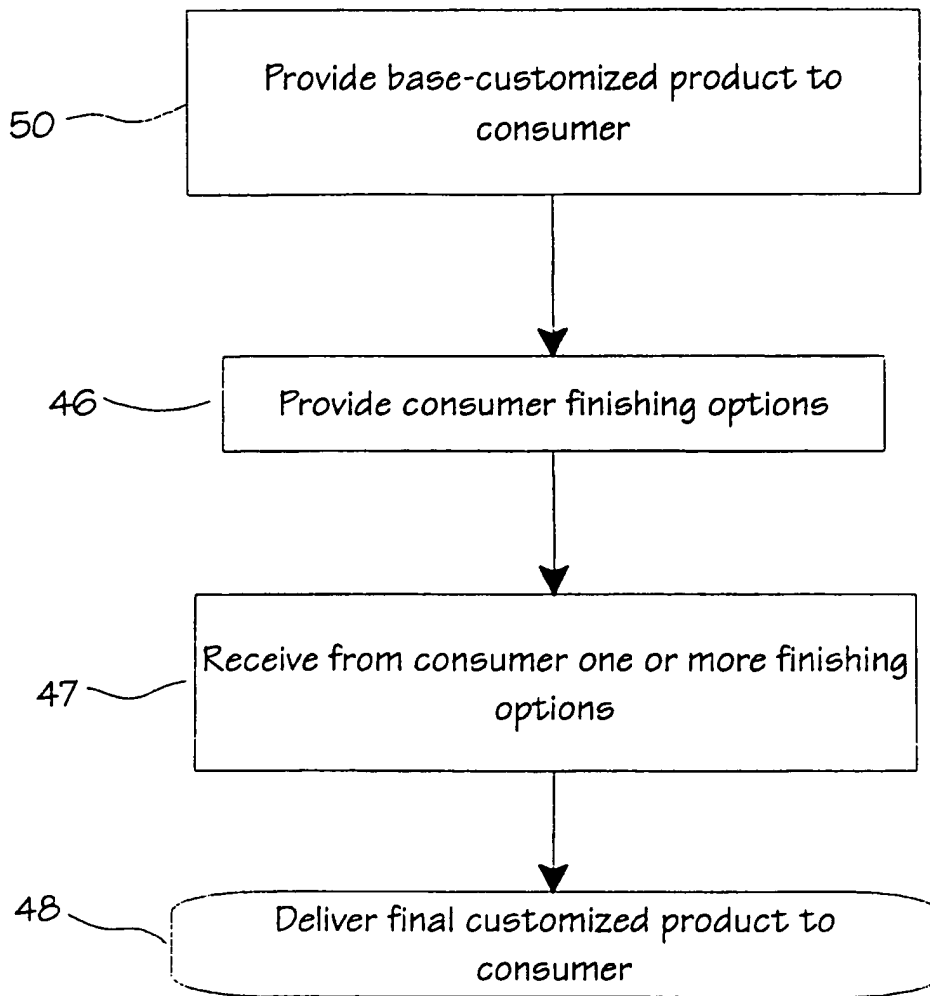 Provide base-customized product to
consumer
50
Provide consumer finishing options
46
Receive from consumer one or more finishing
options
47
Deliver final customized product to
consumer
48